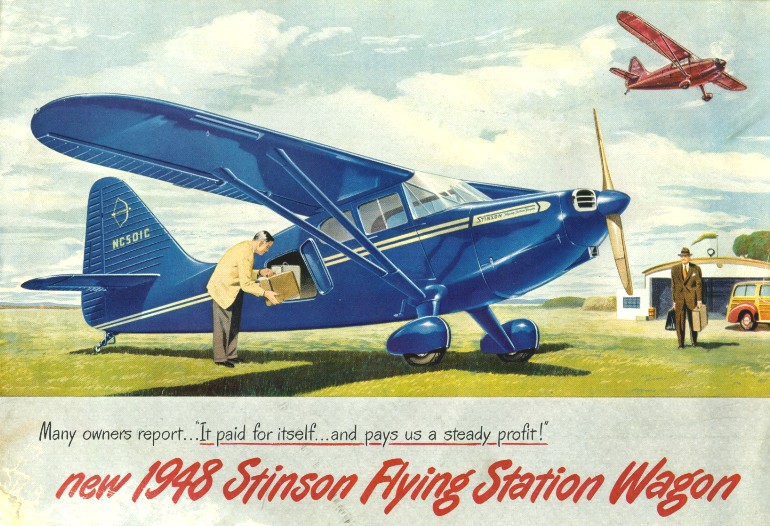 STINSON
NC501C
Many owners report..."It paid for itself...and pays us a steady profit!"
new 1948 Stinson Flying Station Wagon